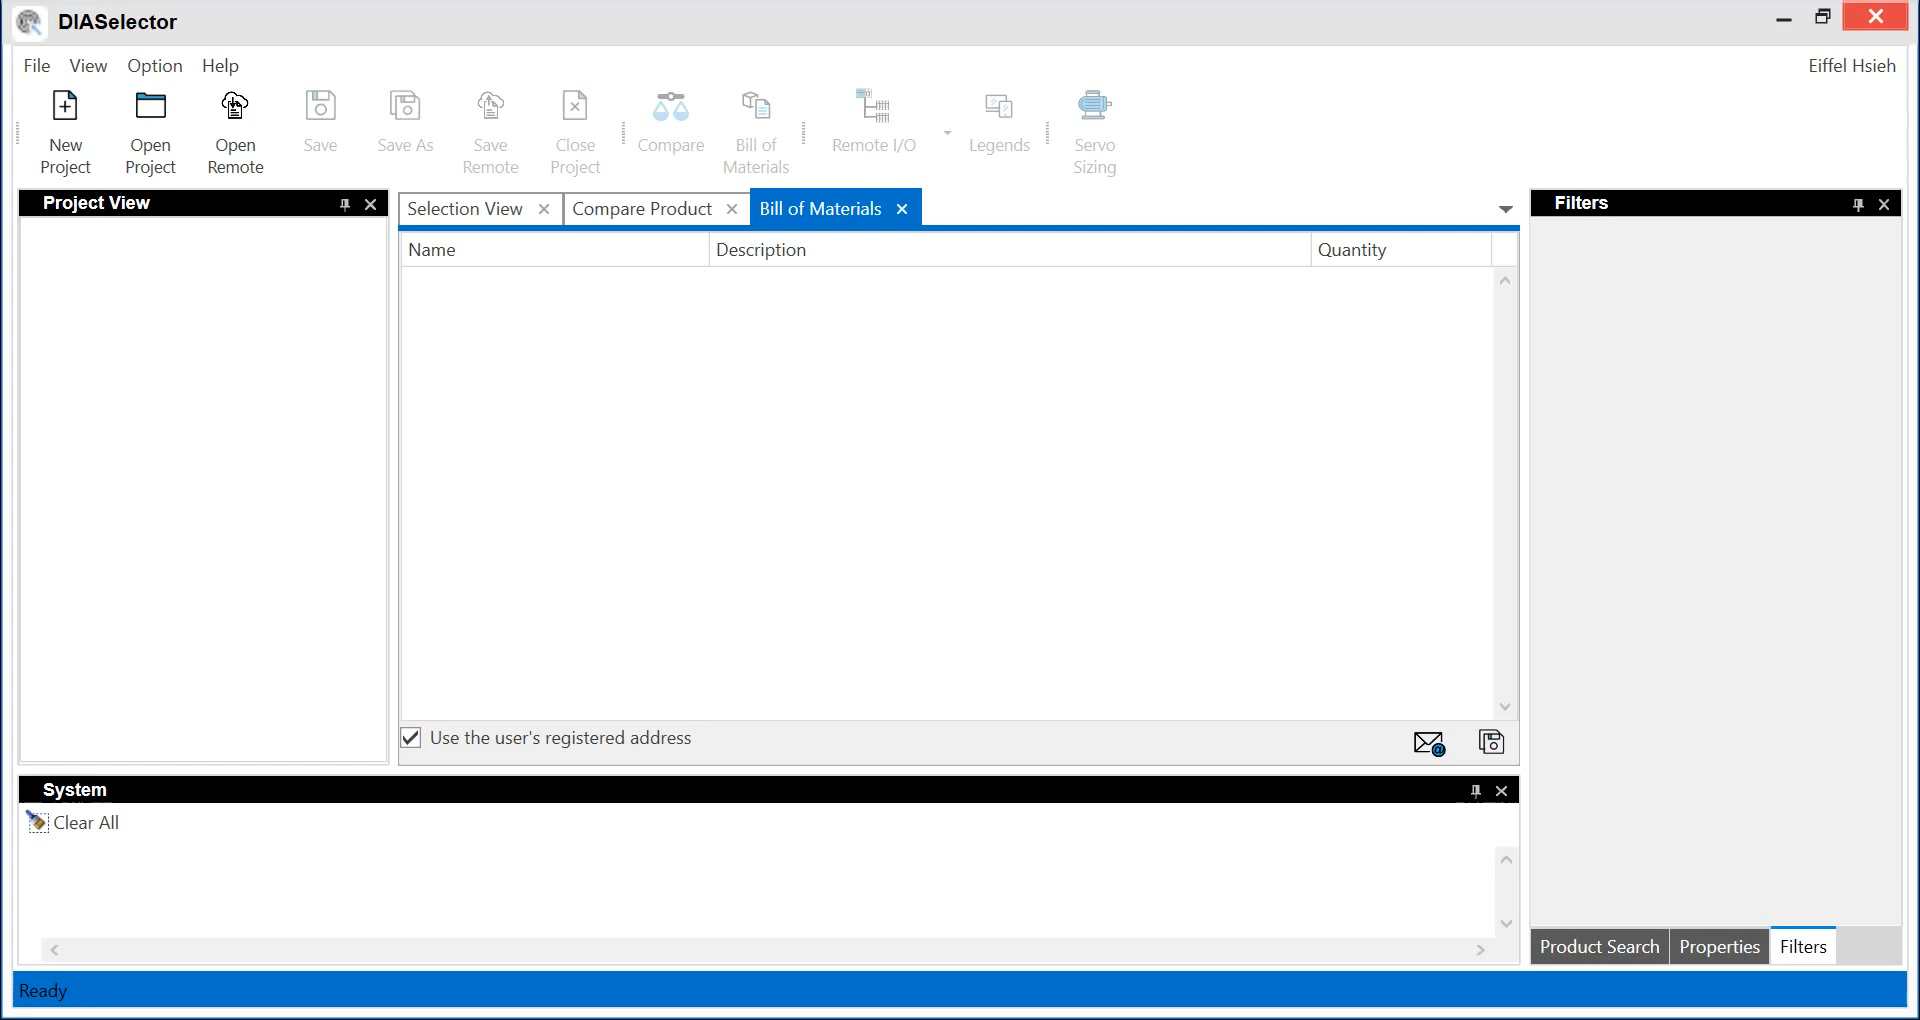 DIASelector
File View Option Help
Eiffel Hsieh
New
Project
Open
Project
Open
Remote
Save
Save As
Save
Remote
Close
Project
Compare
Bill of
Materials
Remote I/O
Legends
Servo
Sizing
Project View
Selection View
Compare Product
Bill of Materials
Filters
Name
Description
Quantity
Use the user's registered address
System
Clear All
Product Search
Properties
Filters
Ready